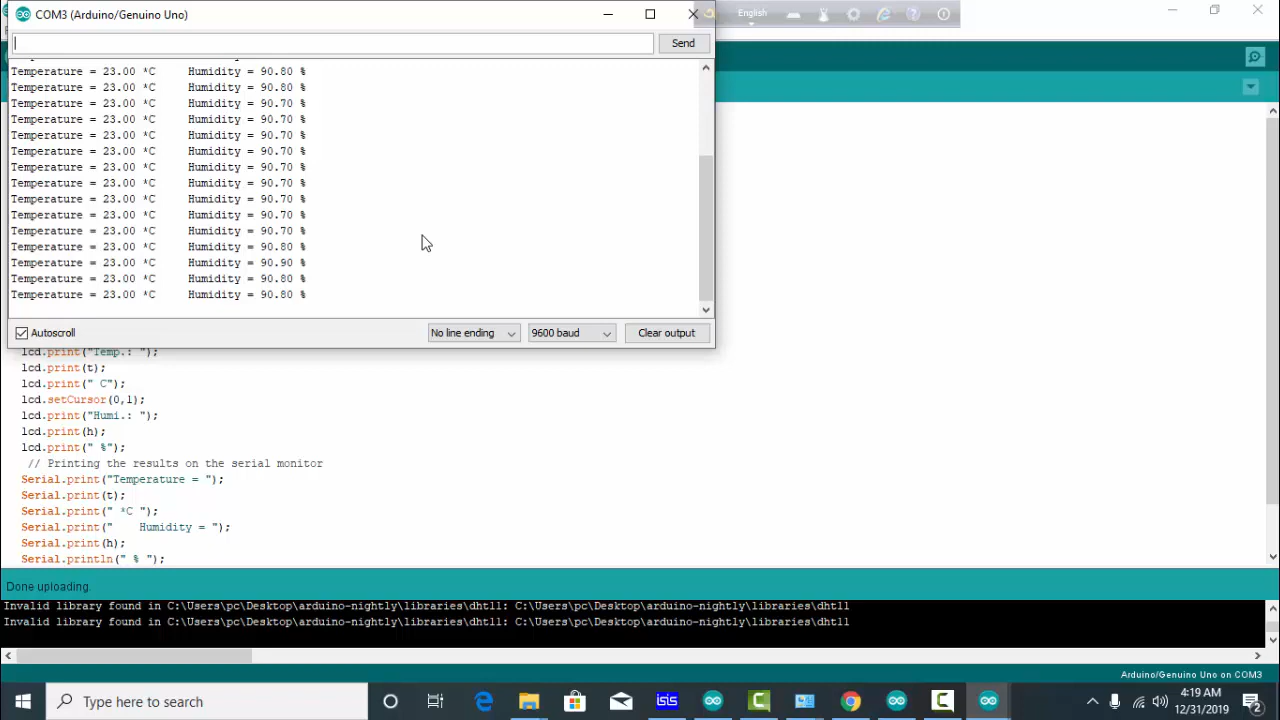 COM3 (Arduino/Genuino Uno)
English
Send
Temperature = 23.00 *C     Humidity = 90.80 %
Temperature = 23.00 *C     Humidity = 90.80 %
Temperature = 23.00 *C     Humidity = 90.70 %
Temperature = 23.00 *C     Humidity = 90.70 %
Temperature = 23.00 *C     Humidity = 90.70 %
Temperature = 23.00 *C     Humidity = 90.70 %
Temperature = 23.00 *C     Humidity = 90.70 %
Temperature = 23.00 *C     Humidity = 90.70 %
Temperature = 23.00 *C     Humidity = 90.70 %
Temperature = 23.00 *C     Humidity = 90.70 %
Temperature = 23.00 *C     Humidity = 90.70 %
Temperature = 23.00 *C     Humidity = 90.80 %
Temperature = 23.00 *C     Humidity = 90.90 %
Temperature = 23.00 *C     Humidity = 90.80 %
Temperature = 23.00 *C     Humidity = 90.80 %
Autoscroll
No line ending
9600 baud
Clear output
lcd.print("Temp.: ");
lcd.print(t);
lcd.print(" C");
lcd.setCursor(0,1);
lcd.print("Humi.: ");
lcd.print(h);
lcd.print(" %");
// Printing the results on the serial monitor
Serial.print("Temperature = ");
Serial.print(t);
Serial.print(" *C ");
Serial.print("    Humidity = ");
Serial.print(h);
Serial.println(" % ");
Done uploading.
Invalid library found in C:\Users\pc\Desktop\arduino-nightly\libraries\dht11: C:\Users\pc\Desktop\arduino-nightly\libraries\dht11
Invalid library found in C:\Users\pc\Desktop\arduino-nightly\libraries\dht11: C:\Users\pc\Desktop\arduino-nightly\libraries\dht11
Arduino/Genuino Uno on COM3
Type here to search
isis
4:19 AM
12/31/2019
2